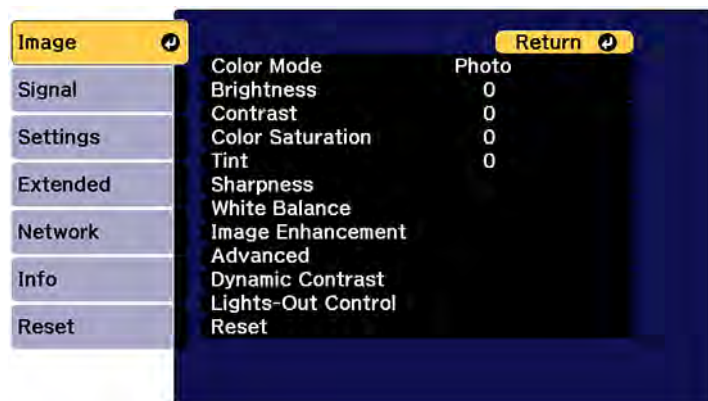 Image
Signal
Settings
Extended
Network
Info
Reset
Return
Color Mode Photo
Brightness 0
Contrast 0
Color Saturation 0
Tint 0
Sharpness
White Balance
Image Enhancement
Advanced
Dynamic Contrast
Lights-Out Control
Reset